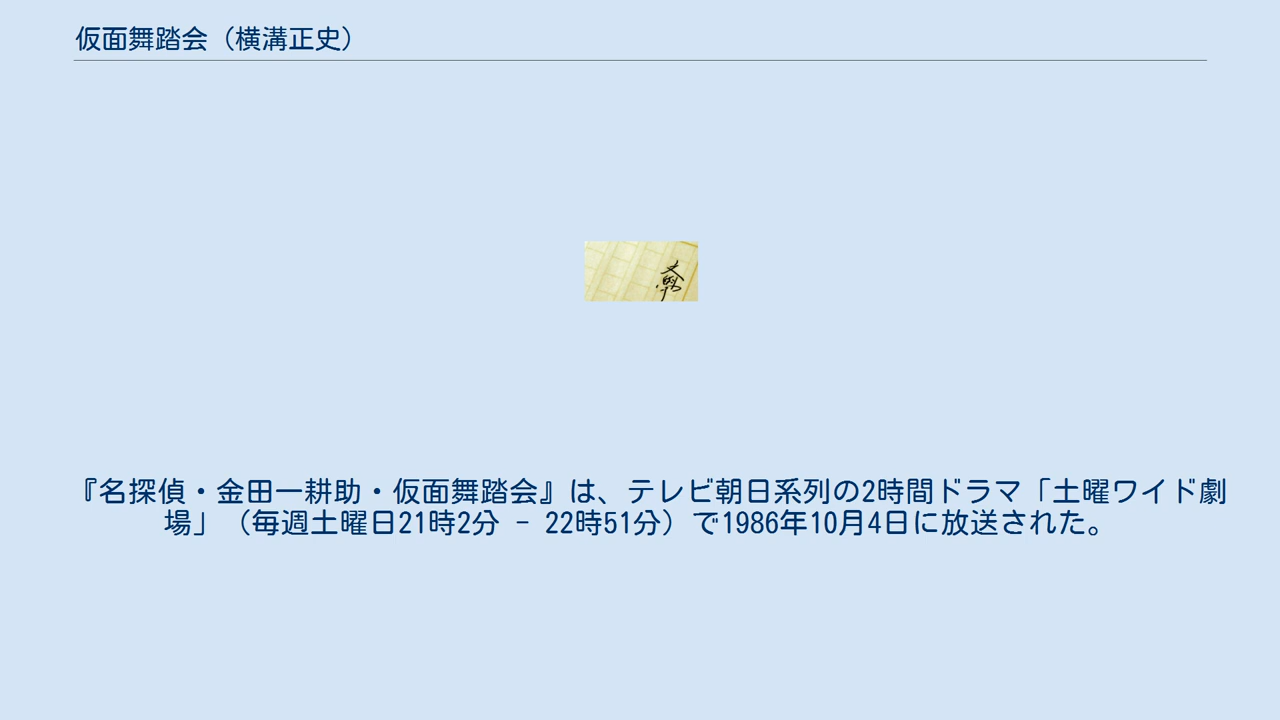 仮面舞踏会（横溝正史）
『名探偵・金田一耕助・仮面舞踏会』は、テレビ朝日系列の2時間ドラマ「土曜ワイド劇
場」（毎週土曜日21時2分 - 22時51分）で1986年10月4日に放送された。